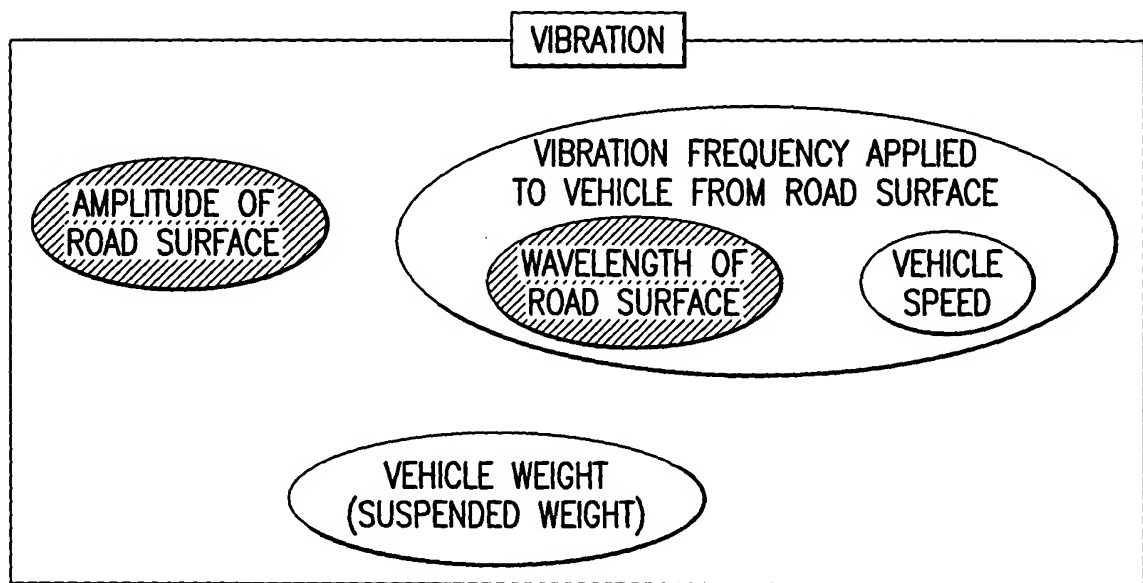 VIBRATION
VIBRATION FREQUENCY APPLIED
TO VEHICLE FROM ROAD SURFACE
AMPLITUDE OF
ROAD SURFACE
WAVELENGTH OF
ROAD SURFACE
VEHICLE
SPEED
VEHICLE WEIGHT
(SUSPENDED WEIGHT)